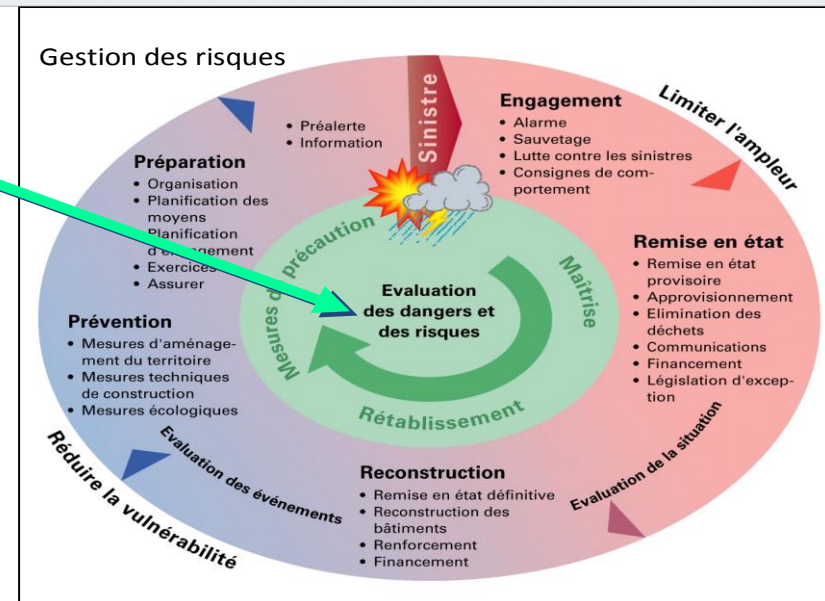 Gestion des risques
Sinistre
• Préalerte
• Information
Engagement
• Alarme
• Sauvetage
• Lutte contre les sinistres
• Consignes de com-
portement
Limiter l'ampleur
Remise en état
• Remise en état
provisoire
• Approvisionnement
• Elimination des
déchets
• Communications
• Financement
• Législation d'excep-
tion
Evaluation de la situation
Reconstruction
• Remise en état définitive
• Reconstruction des
bâtiments
• Renforcement
• Financement
Evaluation des événements
Réduire la vulnérabilité
Prévention
• Mesures d'aménage-
ment du territoire
• Mesures techniques
de construction
• Mesures écologiques
Préparation
• Organisation
• Planification des
moyens
Planification
d'engagement
• Exercices
• Assurer
Mesures de précaution
Maîtrise
Rétablissement
Evaluation
des dangers et
des risques